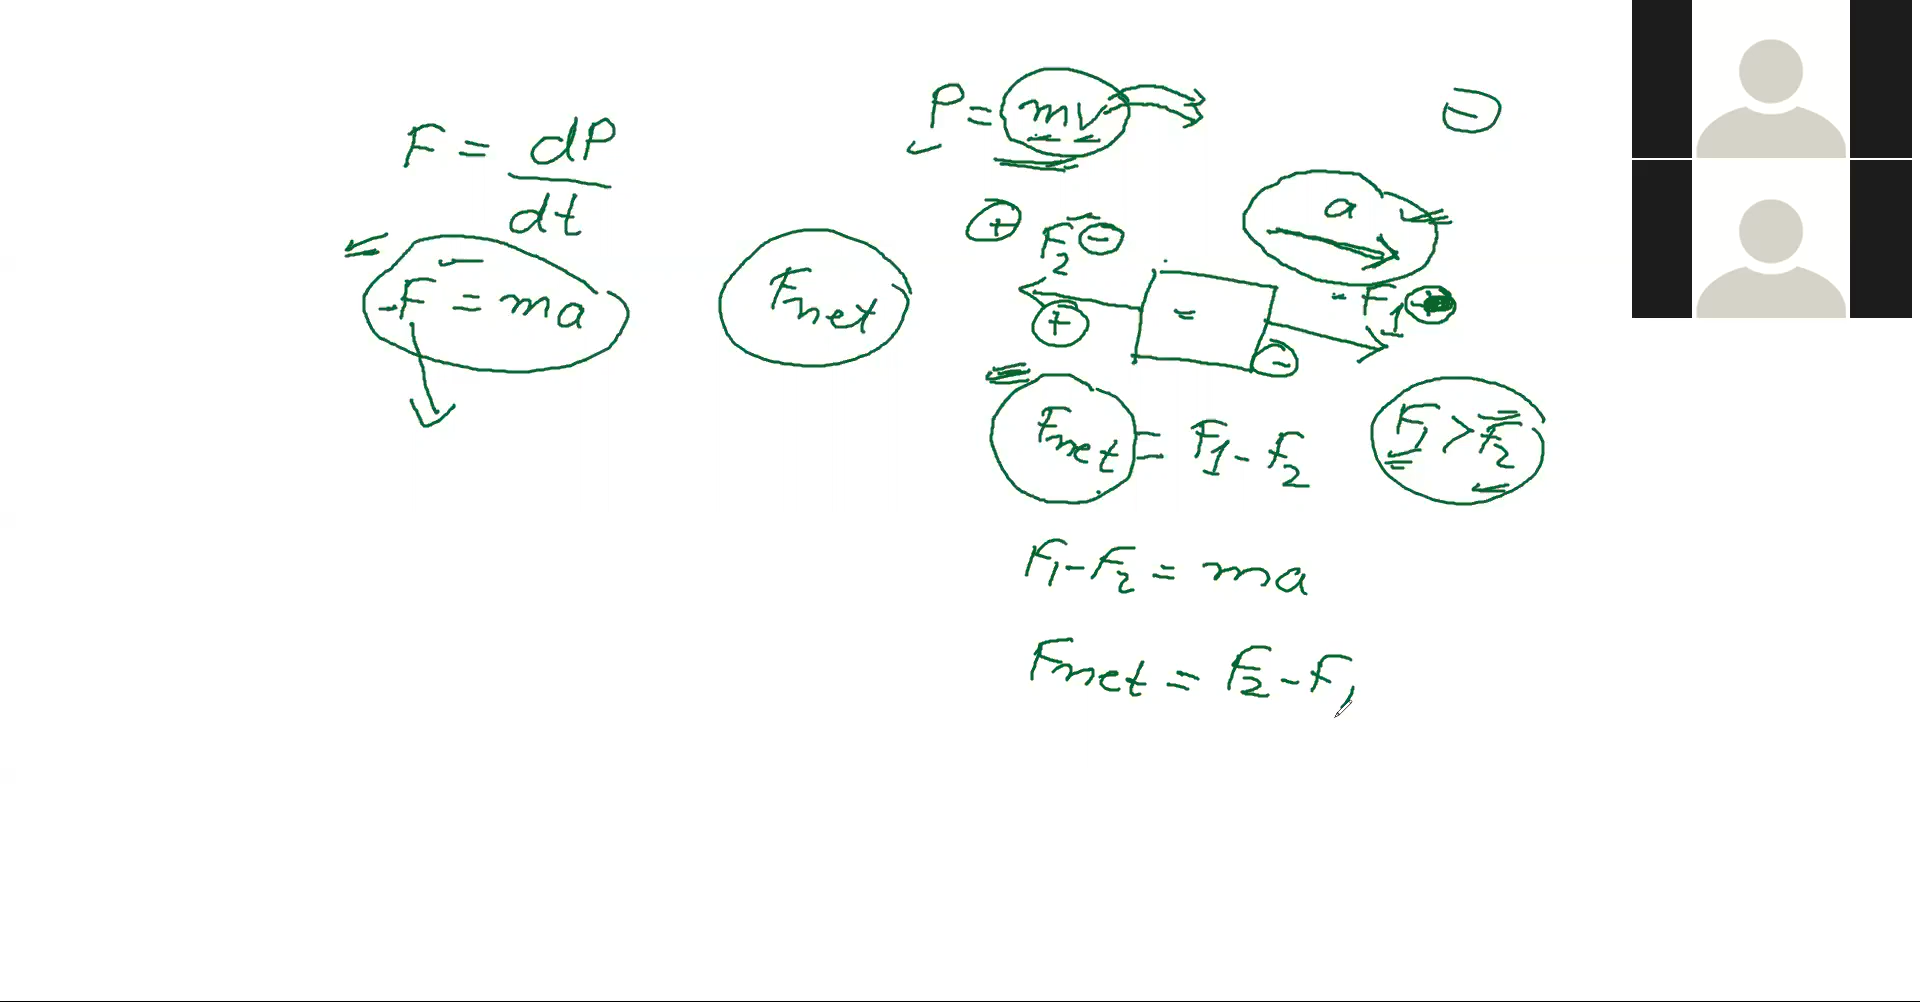 F = dP/dt
F = ma
Fnet
P = mv
a
F2
F1
Fnet = F1 - F2
F1 > F2
F1 - F2 = ma
Fnet = F2 - F1